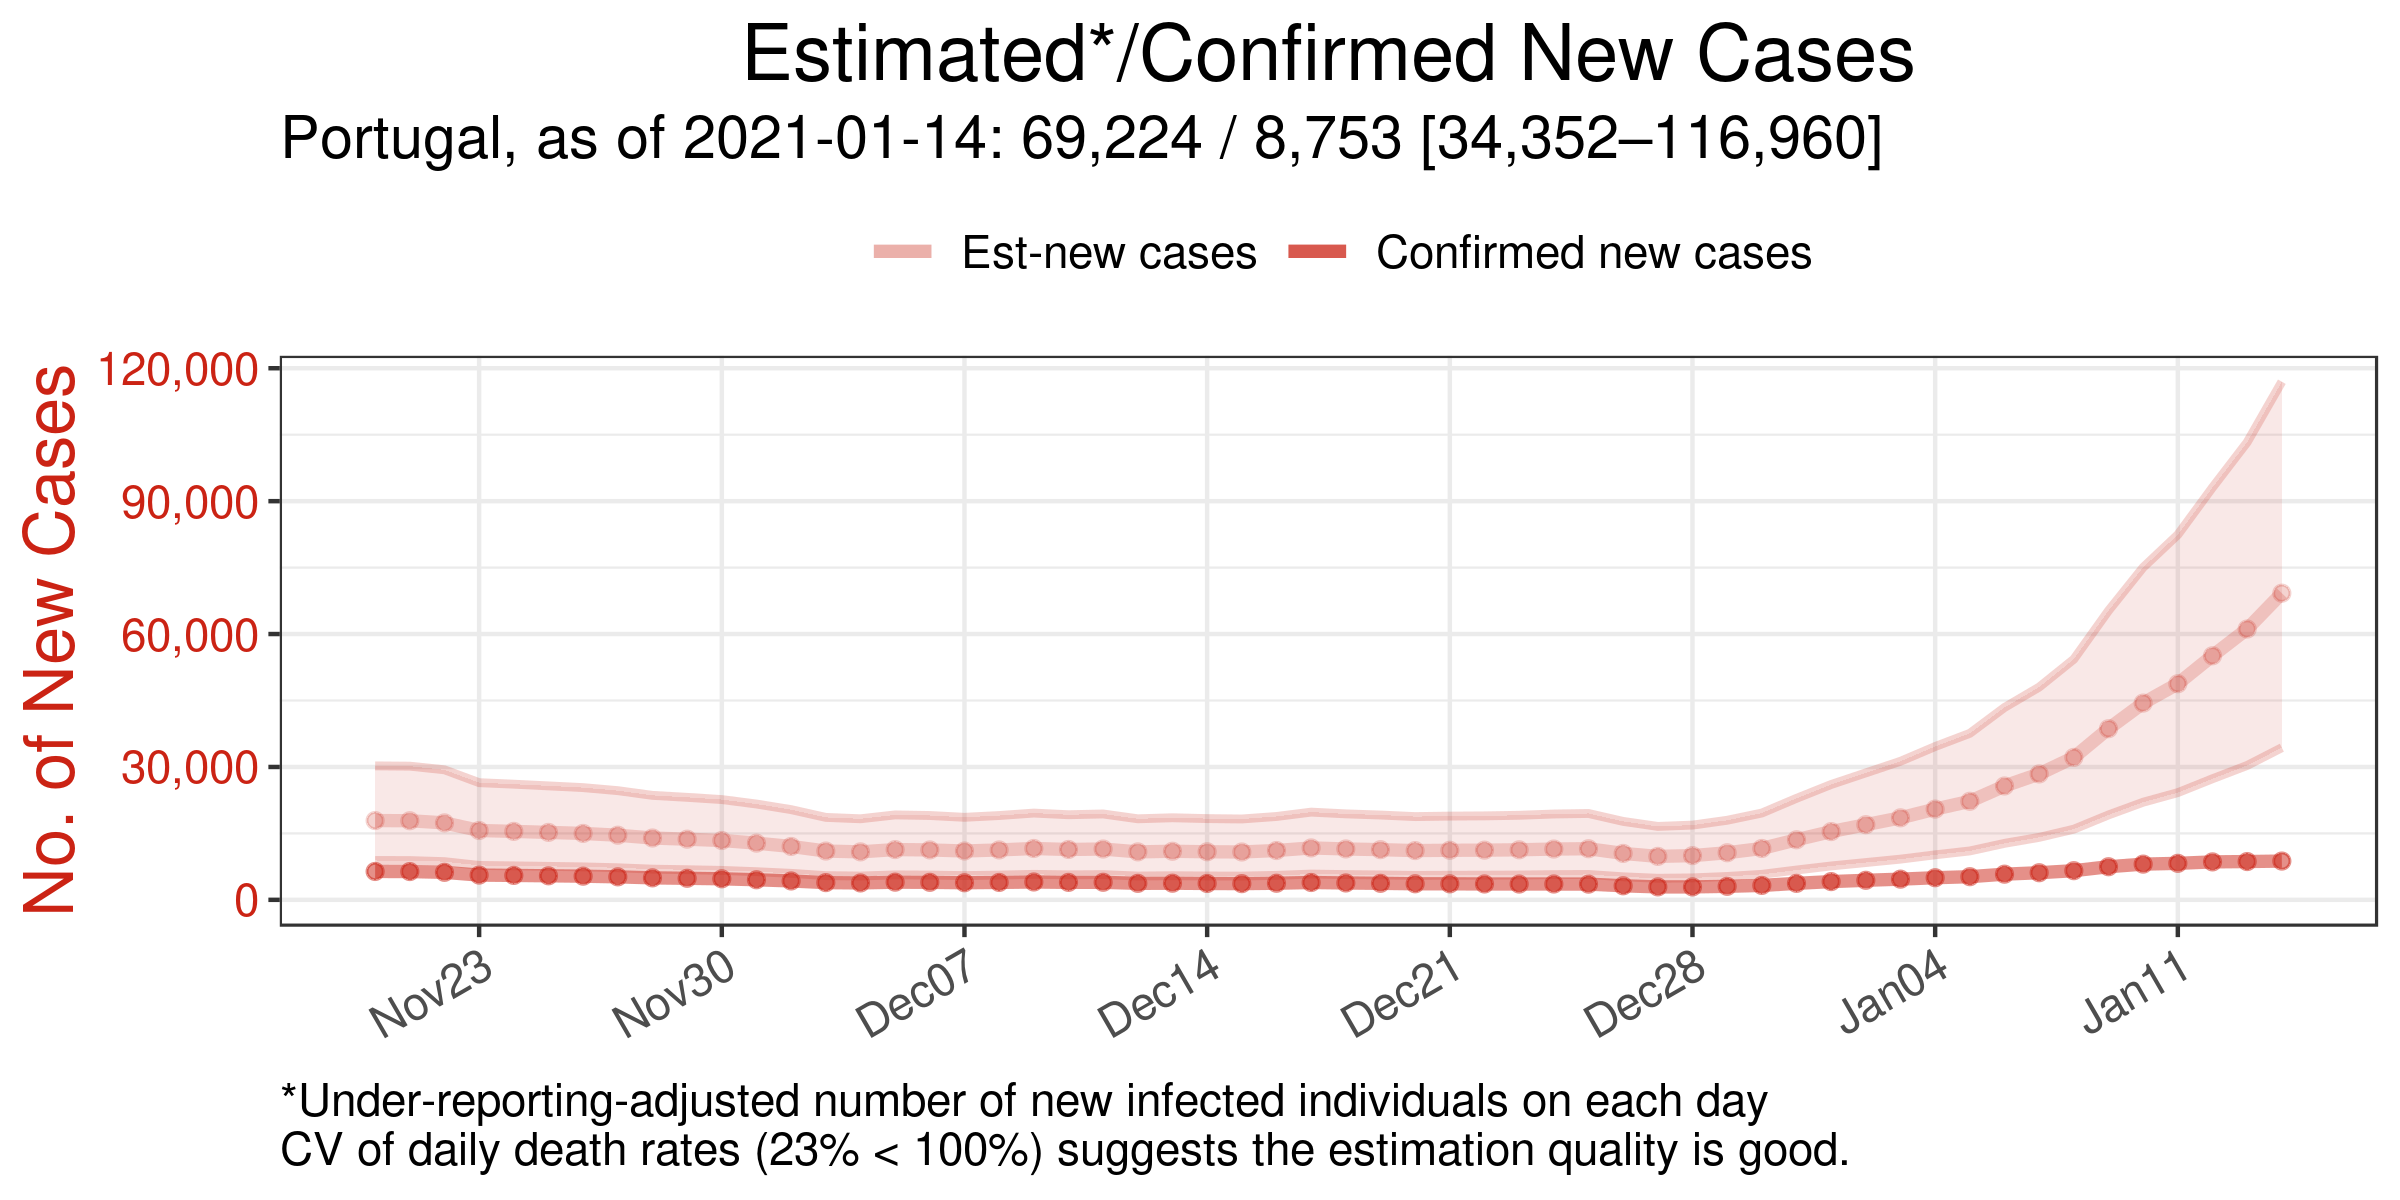 Estimated*/Confirmed New Cases
Portugal, as of 2021-01-14: 69,224 / 8,753 [34,352–116,960]
Est-new cases
Confirmed new cases
No. of New Cases
120,000
90,000
60,000
30,000
0
Nov23
Nov30
Dec07
Dec14
Dec21
Dec28
Jan04
Jan11
*Under-reporting-adjusted number of new infected individuals on each day
CV of daily death rates (23% < 100%) suggests the estimation quality is good.